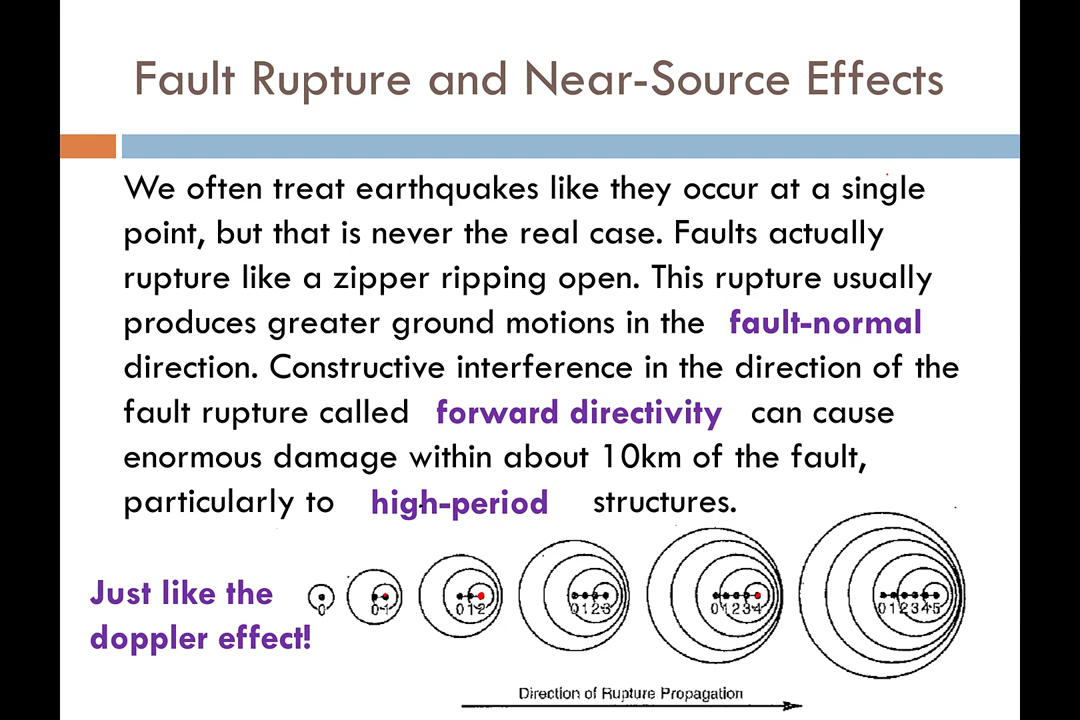 Fault Rupture and Near-Source Effects
We often treat earthquakes like they occur at a single
point, but that is never the real case. Faults actually
rupture like a zipper ripping open. This rupture usually
produces greater ground motions in the fault-normal
direction. Constructive interference in the direction of the
fault rupture called forward directivity can cause
enormous damage within about 10km of the fault,
particularly to high-period structures.
Just like the
doppler effect!
0
0 1
0 1 2
0 1 2 3
0 1 2 3 4
0 1 2 3 4 5
Direction of Rupture Propagation